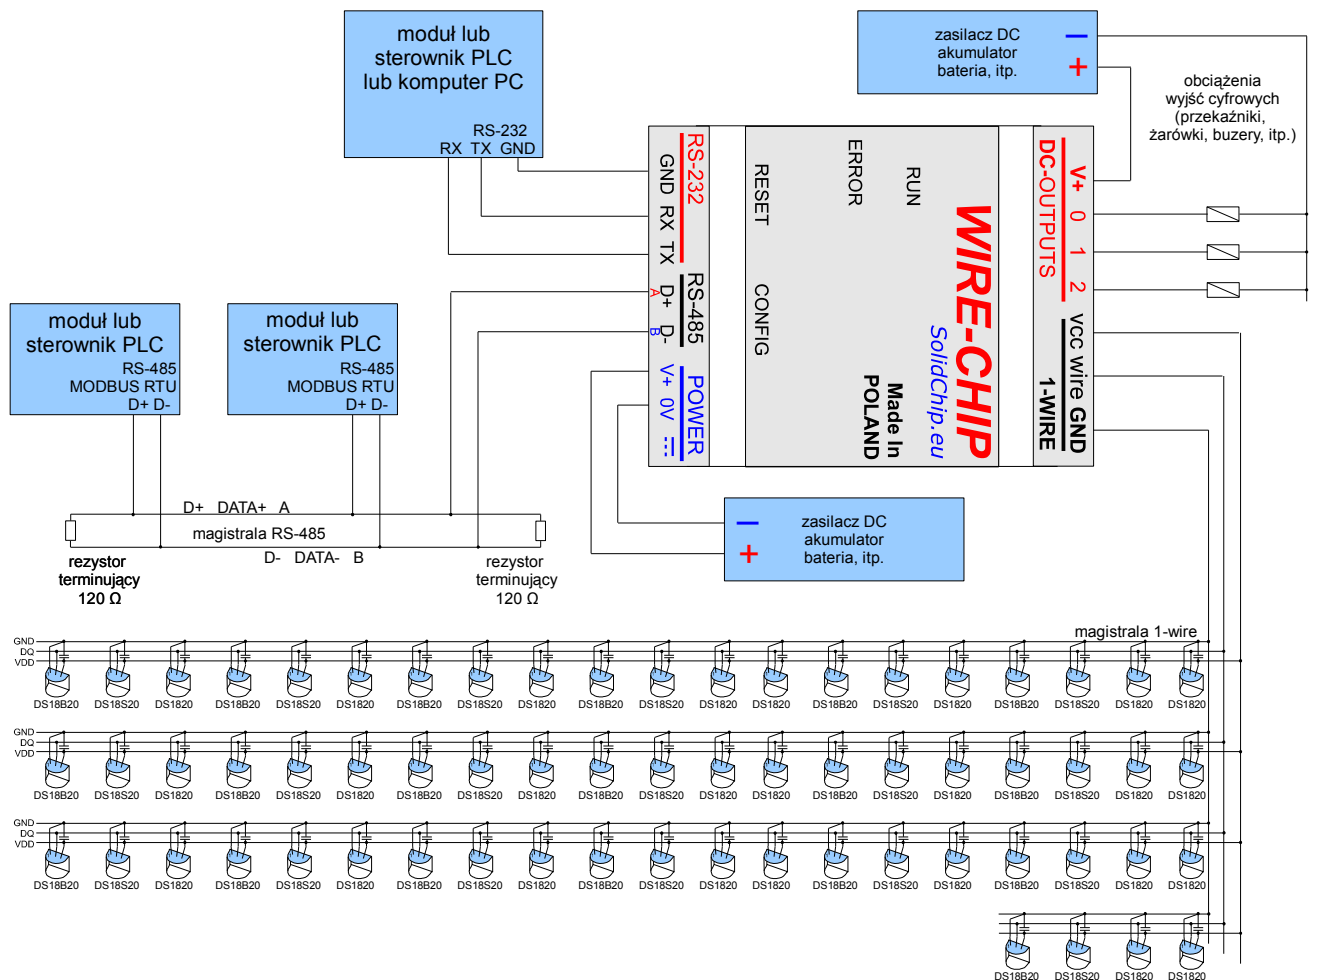 moduł lub
sterownik PLC
lub komputer PC
RS-232
RX TX GND
zasilacz DC
akumulator
bateria, itp.
−
+
obciążenia
wyjść cyfrowych
(przekaźniki,
żarówki, buzery, itp.)
RS-232
GND RX TX
RS-485
D+ D-
A B
POWER
V+ 0V
RESET
CONFIG
ERROR
RUN
WIRE-CHIP
SolidChip.eu
Made In
POLAND
V+ 0 1 2
DC-OUTPUTS
vcc wire GND
1-WIRE
moduł lub
sterownik PLC
RS-485
MODBUS RTU
D+ D-
moduł lub
sterownik PLC
RS-485
MODBUS RTU
D+ D-
D+ DATA+ A
magistrala RS-485
D- DATA- B
rezystor
terminujący
120 Ω
rezystor
terminujący
120 Ω
−
+
zasilacz DC
akumulator
bateria, itp.
magistrala 1-wire
GND
DQ
VDD
DS18B20 DS18S20 DS1820 DS18B20 DS18S20 DS1820 DS18B20 DS18S20 DS1820 DS18B20 DS18S20 DS1820 DS1820 DS18B20 DS18S20 DS1820 DS18B20 DS18S20 DS1820 DS1820
GND
DQ
VDD
DS18B20 DS18S20 DS1820 DS18B20 DS18S20 DS1820 DS18B20 DS18S20 DS1820 DS18B20 DS18S20 DS1820 DS1820 DS18B20 DS18S20 DS1820 DS18B20 DS18S20 DS1820 DS1820
GND
DQ
VDD
DS18B20 DS18S20 DS1820 DS18B20 DS18S20 DS1820 DS18B20 DS18S20 DS1820 DS18B20 DS18S20 DS1820 DS1820 DS18B20 DS18S20 DS1820 DS18B20 DS18S20 DS1820 DS1820
DS18B20 DS18S20 DS1820 DS1820